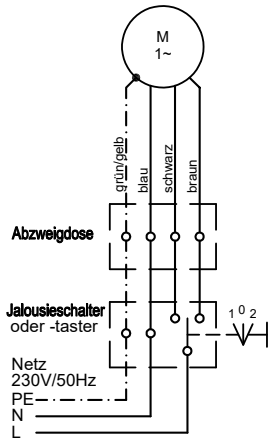 M
1~
grün/gelb
blau
schwarz
braun
Abzweigdose
Jalousieschalter
oder -taster
1 0 2
Netz
230V/50Hz
PE
N
L